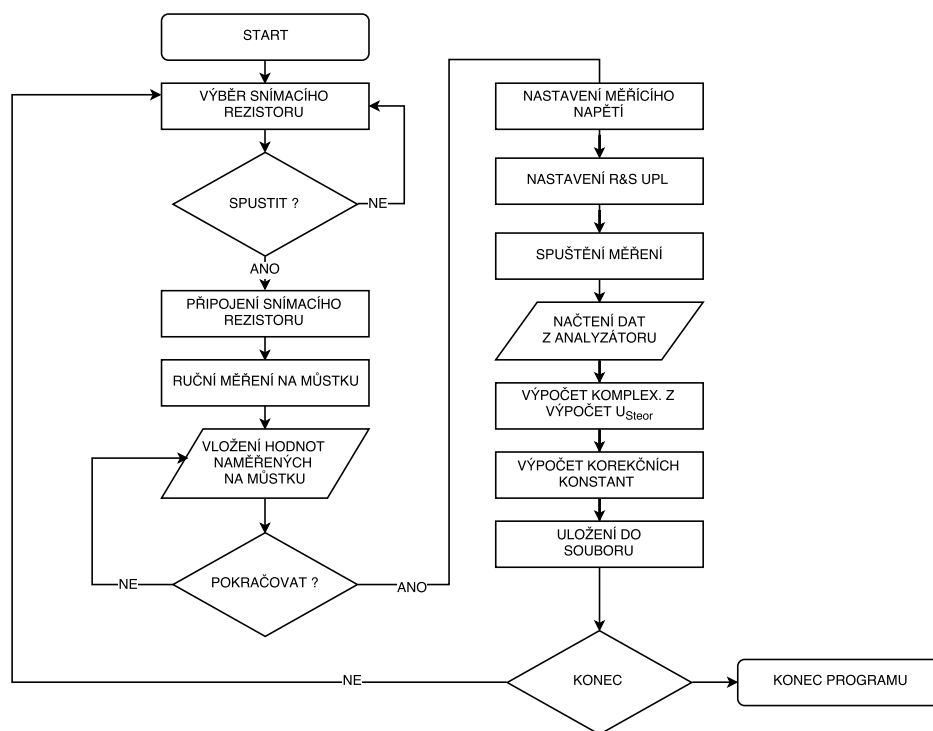 START
VÝBĚR SNÍMACÍHO
REZISTORU
SPUSTIT ?
NE
ANO
PŘIPOJENÍ SNÍMACÍHO
REZISTORU
RUČNÍ MĚŘENÍ NA MŮSTKU
VLOŽENÍ HODNOT
NAMĚŘENÝCH
NA MŮSTKU
POKRAČOVAT ?
NE
ANO
NASTAVENÍ MĚŘÍCÍHO
NAPĚTÍ
NASTAVENÍ R&S UPL
SPUŠTĚNÍ MĚŘENÍ
NAČTENÍ DAT
Z ANALYZÁTORU
VÝPOČET KOMPLEX. Z
VÝPOČET USteor
VÝPOČET KOREKČNÍCH
KONSTANT
ULOŽENÍ DO
SOUBORU
KONEC
NE
KONEC PROGRAMU